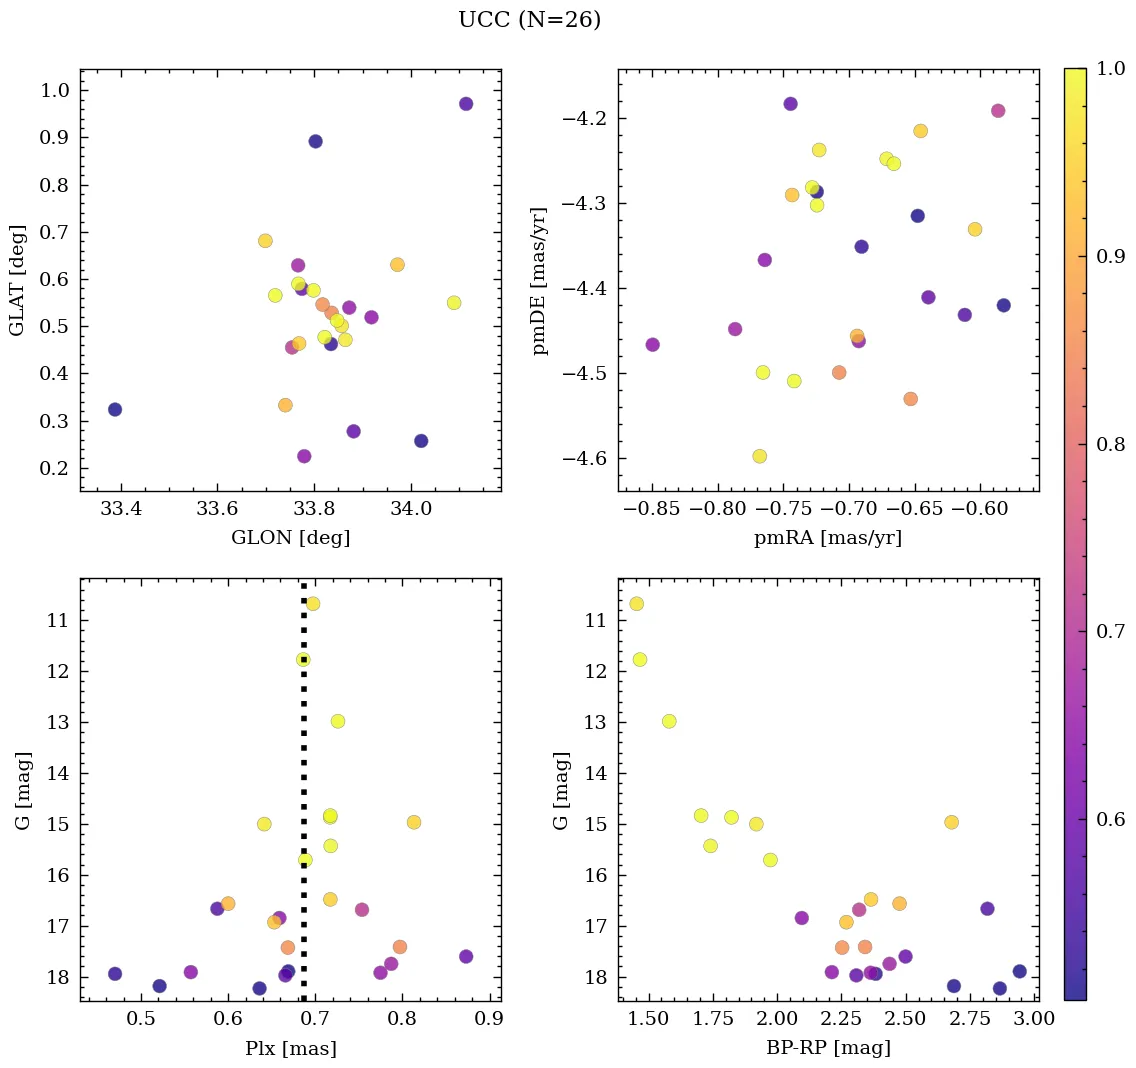 UCC (N=26)
1.0
0.9
0.8
0.7
0.6
0.5
0.4
0.3
0.2
GLAT [deg]
33.4 33.6 33.8 34.0
GLON [deg]
−4.2
−4.3
−4.4
−4.5
−4.6
pmDE [mas/yr]
−0.85 −0.80 −0.75 −0.70 −0.65 −0.60
pmRA [mas/yr]
11
12
13
14
15
16
17
18
G [mag]
0.5 0.6 0.7 0.8 0.9
Plx [mas]
11
12
13
14
15
16
17
18
G [mag]
1.50 1.75 2.00 2.25 2.50 2.75 3.00
BP-RP [mag]
1.0
0.9
0.8
0.7
0.6